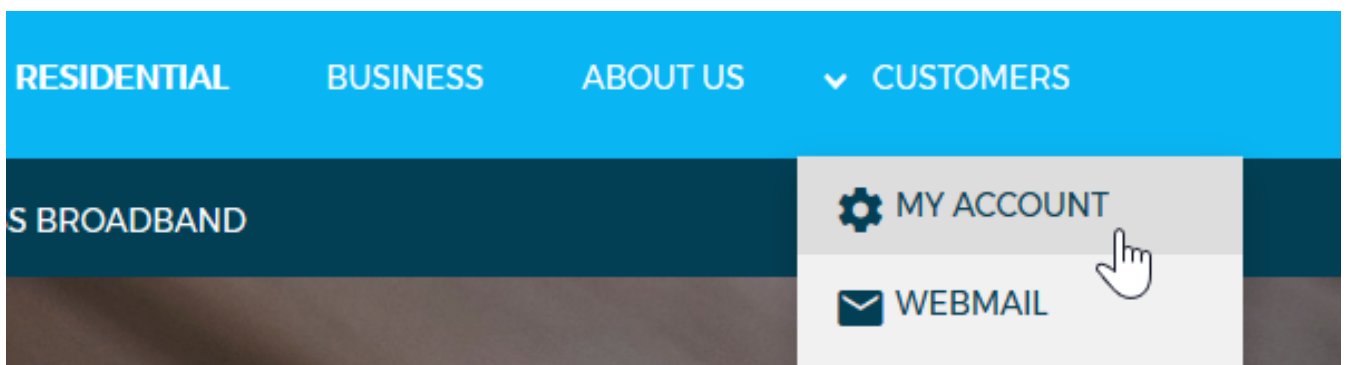 RESIDENTIAL BUSINESS ABOUT US CUSTOMERS
MY ACCOUNT
S BROADBAND
WEBMAIL